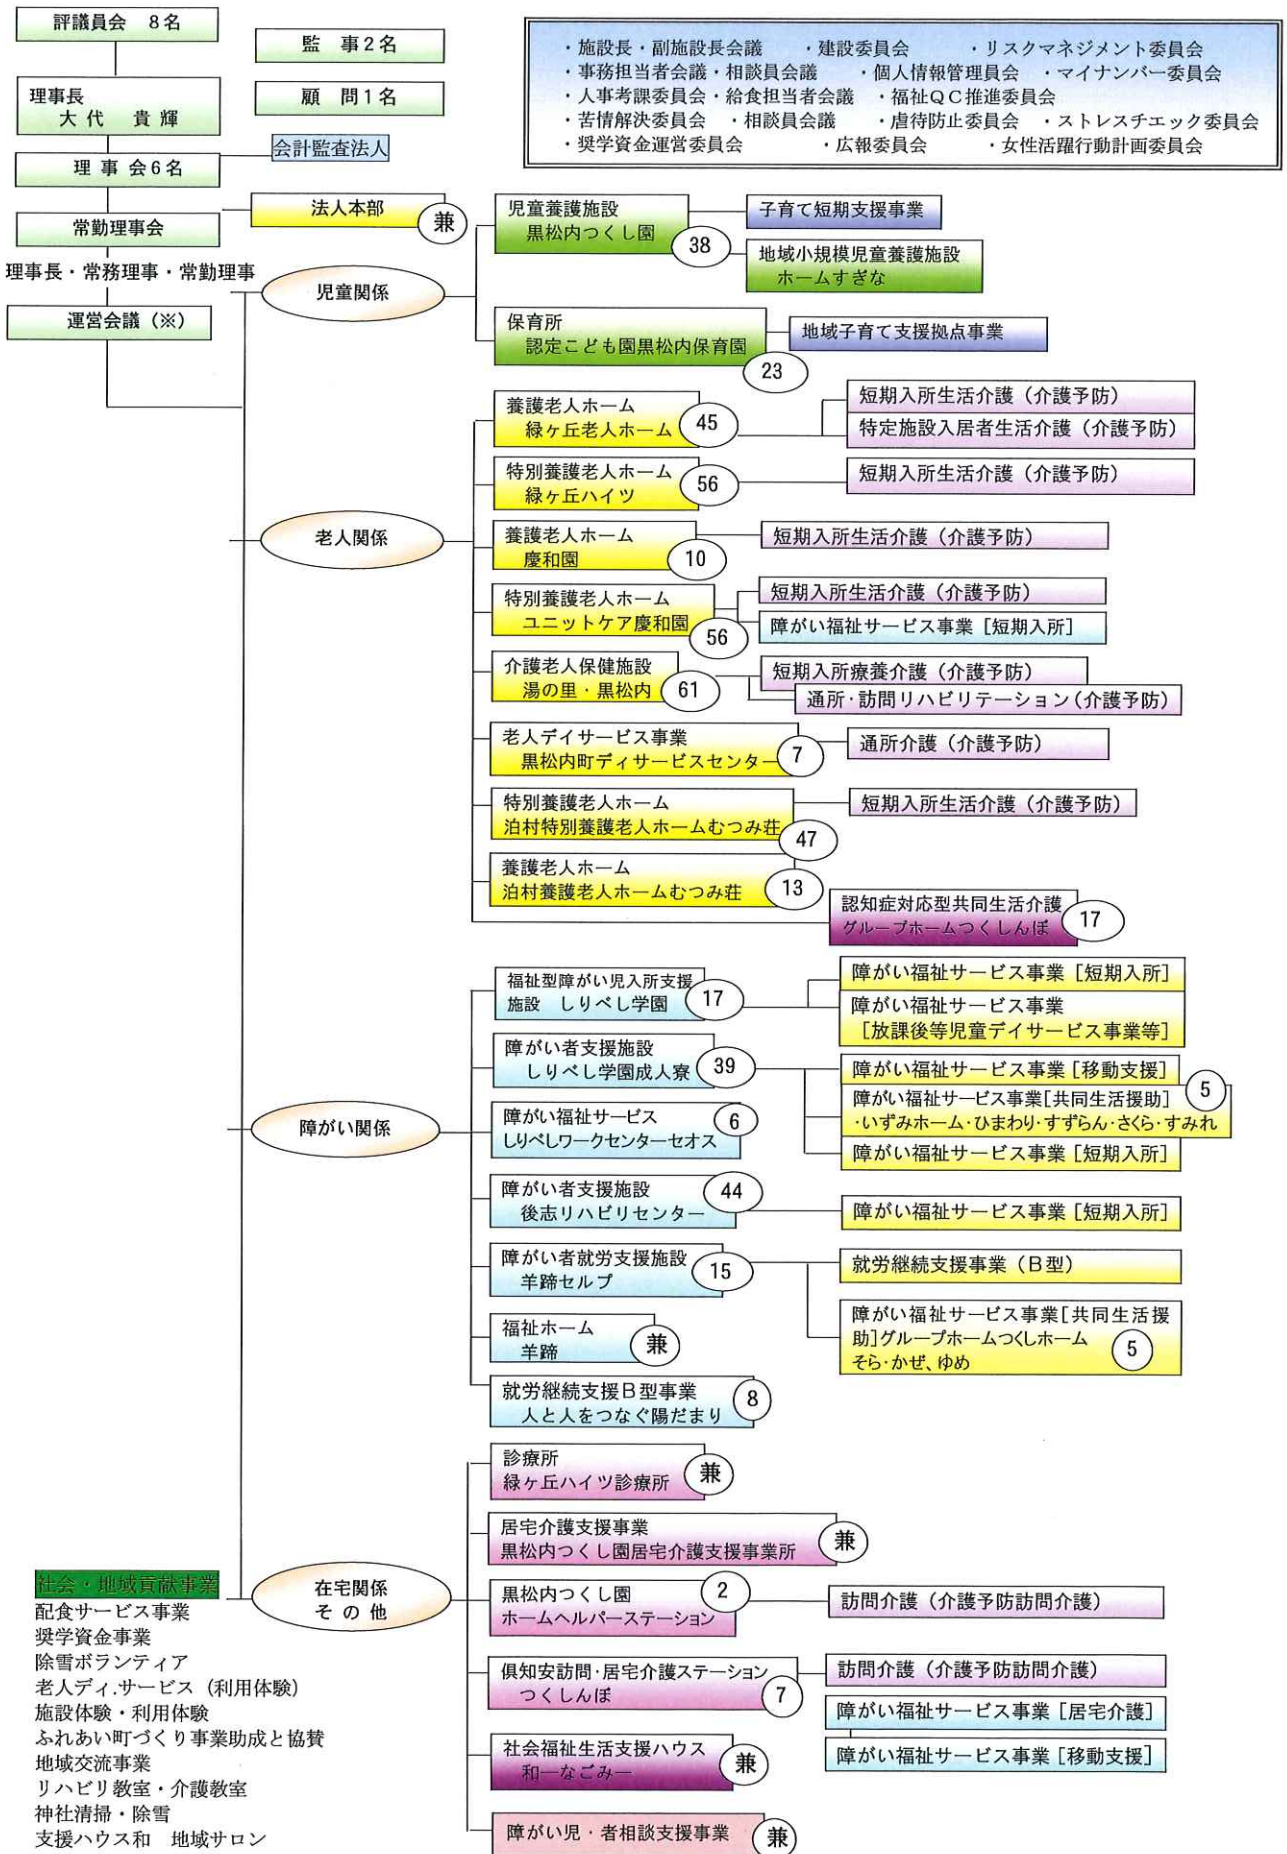 評議員会 8名
監 事2名
顧 問1名
理事長
大 代 貴 輝
会計監査法人
理 事 会6名
・施設長・副施設長会議 ・建設委員会 ・リスクマネジメント委員会
・事務担当者会議・相談員会議 ・個人情報管理員会 ・マイナンバー委員会
・人事考課委員会・給食担当者会議 ・福祉QC推進委員会
・苦情解決委員会 ・相談員会議 ・虐待防止委員会 ・ストレスチエック委員会
・奨学資金運営委員会 ・広報委員会 ・女性活躍行動計画委員会
法人本部
兼
常勤理事会
理事長・常務理事・常勤理事
運営会議(※)
児童関係
児童養護施設
黒松内つくし園
38
子育て短期支援事業
地域小規模児童養護施設
ホームすぎな
保育所
認定こども園黒松内保育園
23
地域子育て支援拠点事業
老人関係
養護老人ホーム
緑ヶ丘老人ホーム
45
短期入所生活介護(介護予防)
特定施設入居者生活介護(介護予防)
特別養護老人ホーム
緑ヶ丘ハイツ
56
短期入所生活介護(介護予防)
養護老人ホーム
慶和園
10
短期入所生活介護(介護予防)
特別養護老人ホーム
ユニットケア慶和園
56
短期入所生活介護(介護予防)
障がい福祉サービス事業[短期入所]
介護老人保健施設
湯の里・黒松内
61
短期入所療養介護(介護予防)
通所・訪問リハビリテーション(介護予防)
老人デイサービス事業
黒松内町ディサービスセンター
7
通所介護(介護予防)
特別養護老人ホーム
泊村特別養護老人ホームむつみ荘
47
短期入所生活介護(介護予防)
養護老人ホーム
泊村養護老人ホームむつみ荘
13
認知症対応型共同生活介護
グループホームつくしんぼ
17
障がい関係
福祉型障がい児入所支援
施設 しりべし学園
17
障がい福祉サービス事業[短期入所]
障がい福祉サービス事業
[放課後等児童デイサービス事業等]
障がい者支援施設
しりべし学園成人寮
39
障がい福祉サービス事業[移動支援]
障がい福祉サービス事業[共同生活援助]
・いずみホーム・ひまわり・すずらん・さくら・すみれ
5
障がい福祉サービス事業[短期入所]
障がい福祉サービス
しりべしワークセンターセオス
6
障がい者支援施設
後志リハビリセンター
44
障がい福祉サービス事業[短期入所]
障がい者就労支援施設
羊蹄セルプ
15
就労継続支援事業(B型)
障がい福祉サービス事業[共同生活援
助]グループホームつくしホーム
そら・かぜ、ゆめ
5
福祉ホーム
羊蹄
兼
就労継続支援B型事業
人と人をつなぐ陽だまり
8
在宅関係
そ の 他
診療所
緑ヶ丘ハイツ診療所
兼
居宅介護支援事業
黒松内つくし園居宅介護支援事業所
兼
黒松内つくし園
ホームヘルパーステーション
2
訪問介護(介護予防訪問介護)
倶知安訪問・居宅介護ステーション
つくしんぼ
7
訪問介護(介護予防訪問介護)
障がい福祉サービス事業[居宅介護]
障がい福祉サービス事業[移動支援]
社会福祉生活支援ハウス
和―なごみ―
兼
障がい児・者相談支援事業
兼
社会・地域貢献事業
配食サービス事業
奨学資金事業
除雪ボランティア
老人ディ.サービス(利用体験)
施設体験・利用体験
ふれあい町づくり事業助成と協賛
地域交流事業
リハビリ教室・介護教室
神社清掃・除雪
支援ハウス和 地域サロン